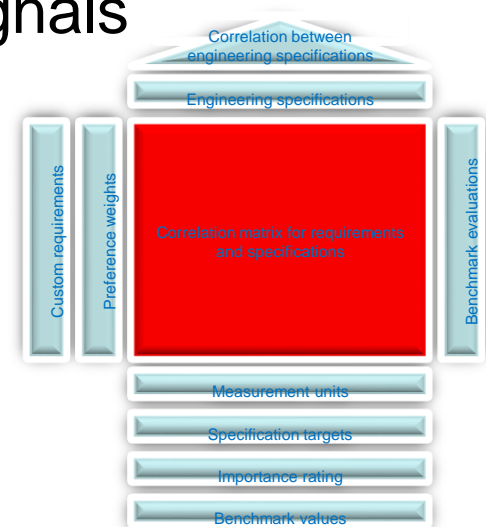 Correlation between
engineering specifications
Engineering specifications
Custom requirements
Preference weights
Correlation matrix for requirements
and specifications
Benchmark evaluations
Measurement units
Specification targets
Importance rating
Benchmark values